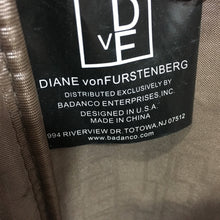 D
VF
DIANE vonFURSTENBERG
DISTRIBUTED EXCLUSIVELY BY
BADANCO ENTERPRISES, INC.
DESIGNED IN U.S.A.
MADE IN CHINA
994 RIVERVIEW DR. TOTOWA, NJ 07512
www.badanco.com